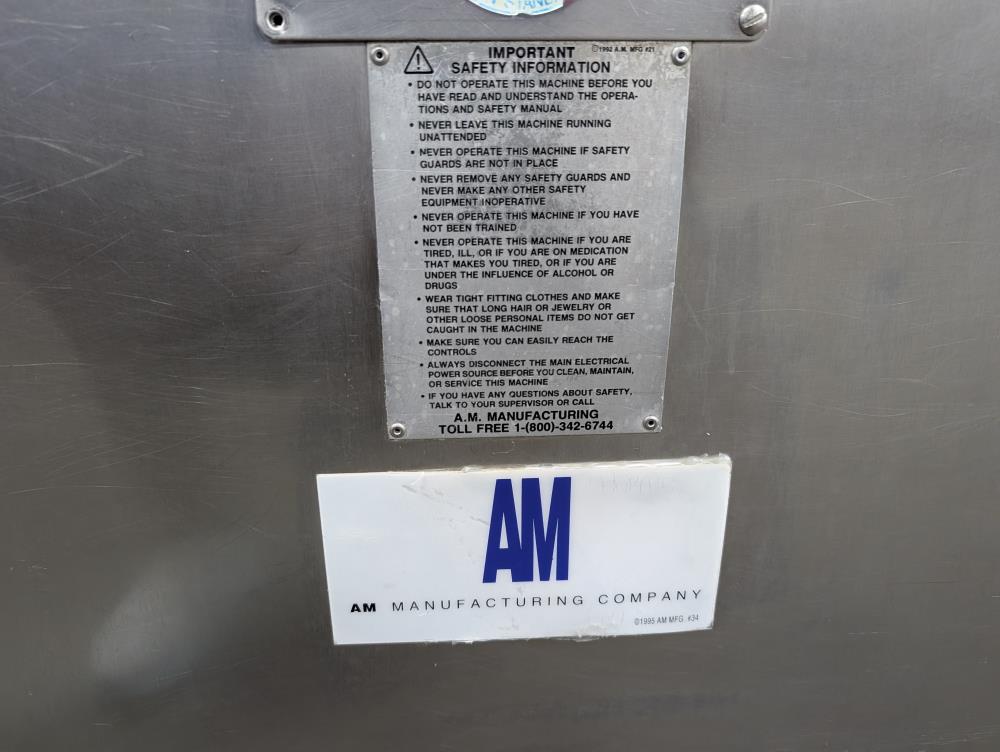 IMPORTANT ©1992 A.M. MFG #21
SAFETY INFORMATION
• DO NOT OPERATE THIS MACHINE BEFORE YOU
HAVE READ AND UNDERSTAND THE OPERA-
TIONS AND SAFETY MANUAL
• NEVER LEAVE THIS MACHINE RUNNING
UNATTENDED
• NEVER OPERATE THIS MACHINE IF SAFETY
GUARDS ARE NOT IN PLACE
• NEVER REMOVE ANY SAFETY GUARDS AND
NEVER MAKE ANY OTHER SAFETY
EQUIPMENT INOPERATIVE
• NEVER OPERATE THIS MACHINE IF YOU HAVE
NOT BEEN TRAINED
• NEVER OPERATE THIS MACHINE IF YOU ARE
TIRED, ILL, OR IF YOU ARE ON MEDICATION
THAT MAKES YOU TIRED, OR IF YOU ARE
UNDER THE INFLUENCE OF ALCOHOL OR
DRUGS
• WEAR TIGHT FITTING CLOTHES AND MAKE
SURE THAT LONG HAIR OR JEWELRY OR
OTHER LOOSE PERSONAL ITEMS DO NOT GET
CAUGHT IN THE MACHINE
• MAKE SURE YOU CAN EASILY REACH THE
CONTROLS
• ALWAYS DISCONNECT THE MAIN ELECTRICAL
POWER SOURCE BEFORE YOU CLEAN, MAINTAIN,
OR SERVICE THIS MACHINE
• IF YOU HAVE ANY QUESTIONS ABOUT SAFETY,
TALK TO YOUR SUPERVISOR OR CALL
A.M. MANUFACTURING
TOLL FREE 1-(800)-342-6744
AM
AM MANUFACTURING COMPANY
©1995 AM MFG. #34